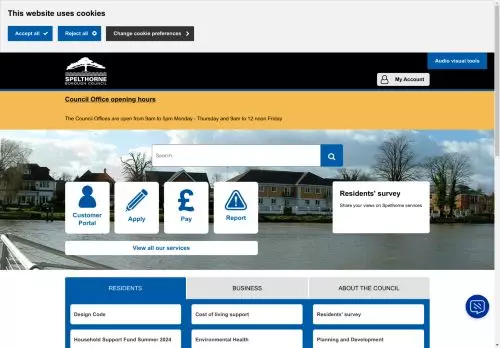 This website uses cookies
Accept all
Reject all
Change cookie preferences
Audio visual tools
SPELTHORNE
BOROUGH COUNCIL
My Account
Council Office opening hours
The Council Offices are open from 9am to 5pm Monday - Thursday and 9am to 12 noon Friday
Search
Customer
Portal
Apply
Pay
Report
Residents' survey
Share your views on Spelthorne services
View all our services
RESIDENTS
BUSINESS
ABOUT THE COUNCIL
Design Code
Cost of living support
Residents' survey
Household Support Fund Summer 2024
Environmental Health
Planning and Development